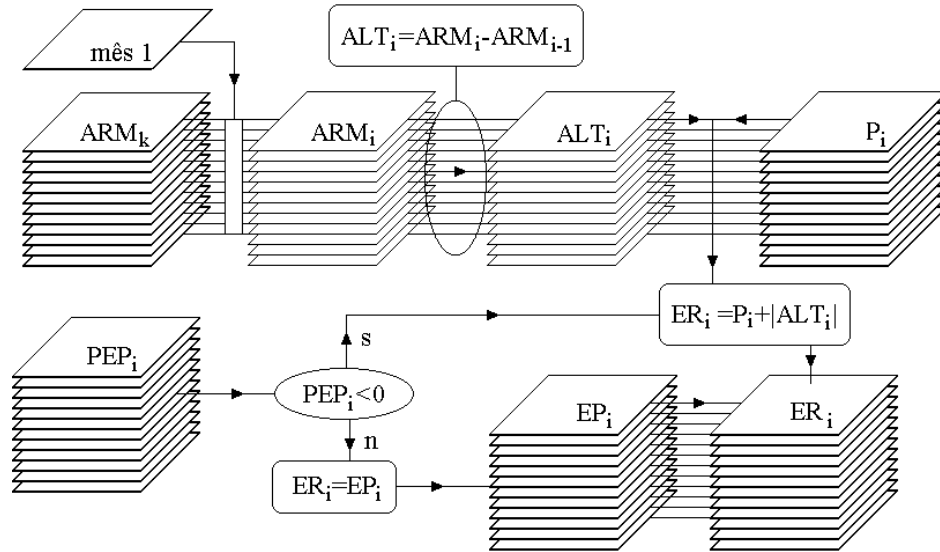 mês 1
ALTi=ARMi-ARMi-1
ARMk
ARMi
ALTi
Pi
ERi =Pi+|ALTi|
s
PEPi
PEPi<0
n
ERi=EPi
EPi
ERi